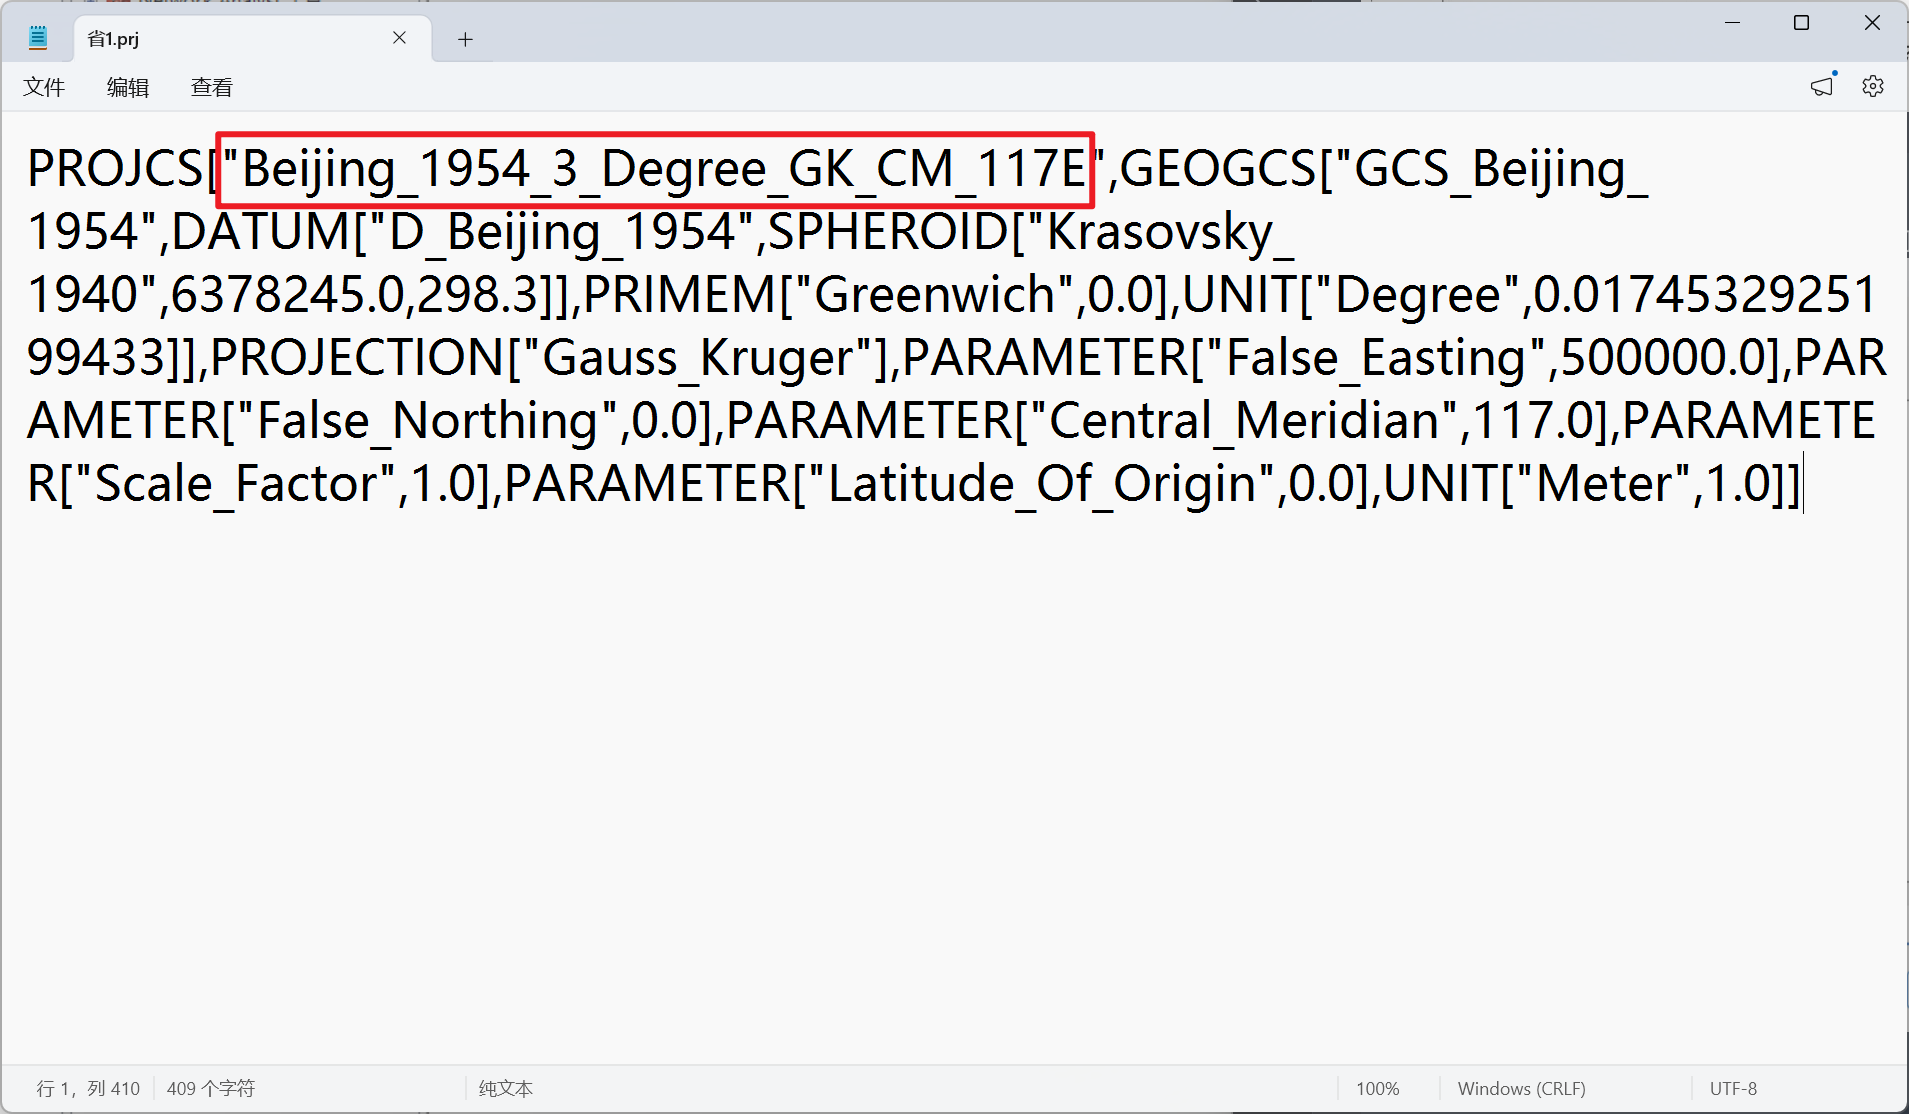 省1.prj
文件 编辑 查看
PROJCS["Beijing_1954_3_Degree_GK_CM_117E",GEOGCS["GCS_Beijing_
1954",DATUM["D_Beijing_1954",SPHEROID["Krasovsky_
1940",6378245.0,298.3]],PRIMEM["Greenwich",0.0],UNIT["Degree",0.01745329251
99433]],PROJECTION["Gauss_Kruger"],PARAMETER["False_Easting",500000.0],PAR
AMETER["False_Northing",0.0],PARAMETER["Central_Meridian",117.0],PARAMETE
R["Scale_Factor",1.0],PARAMETER["Latitude_Of_Origin",0.0],UNIT["Meter",1.0]]
行 1，列 410 409 个字符 纯文本 100% Windows (CRLF) UTF-8